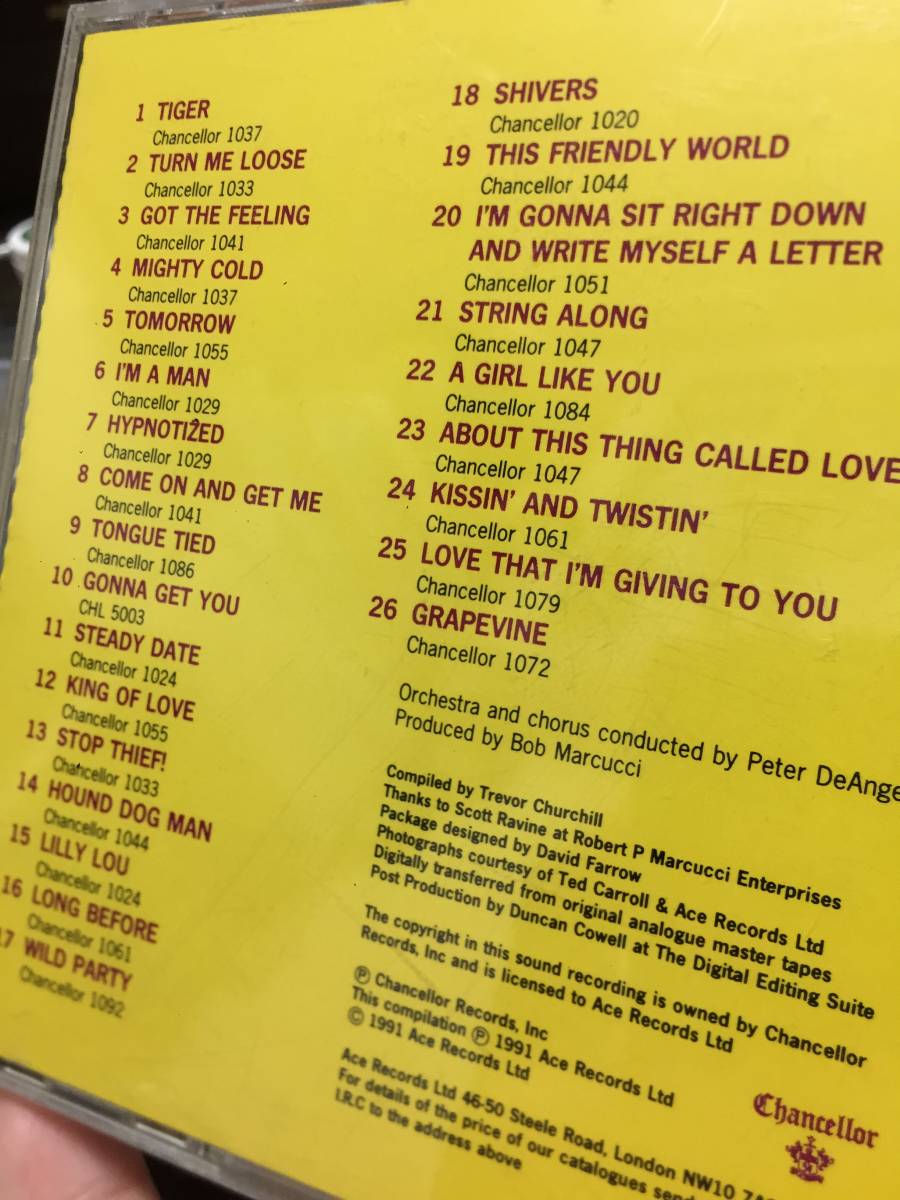 1 TIGER
Chancellor 1037
2 TURN ME LOOSE
Chancellor 1033
3 GOT THE FEELING
Chancellor 1041
4 MIGHTY COLD
Chancellor 1037
5 TOMORROW
Chancellor 1055
6 I'M A MAN
Chancellor 1029
7 HYPNOTIZED
Chancellor 1029
8 COME ON AND GET ME
Chancellor 1041
9 TONGUE TIED
Chancellor 1086
10 GONNA GET YOU
CHL 5003
11 STEADY DATE
Chancellor 1024
12 KING OF LOVE
Chancellor 1055
13 STOP THIEF!
Chancellor 1033
14 HOUND DOG MAN
Chancellor 1044
15 LILLY LOU
Chancellor 1024
16 LONG BEFORE
Chancellor 1061
17 WILD PARTY
Chancellor 1092
18 SHIVERS
Chancellor 1020
19 THIS FRIENDLY WORLD
Chancellor 1044
20 I'M GONNA SIT RIGHT DOWN
AND WRITE MYSELF A LETTER
Chancellor 1051
21 STRING ALONG
Chancellor 1047
22 A GIRL LIKE YOU
Chancellor 1084
23 ABOUT THIS THING CALLED LOVE
Chancellor 1047
24 KISSIN' AND TWISTIN'
Chancellor 1061
25 LOVE THAT I'M GIVING TO YOU
Chancellor 1079
26 GRAPEVINE
Chancellor 1072
Orchestra and chorus conducted by Peter DeAnge
Produced by Bob Marcucci
Compiled by Trevor Churchill
Thanks to Scott Ravine at Robert P Marcucci Enterprises
Package designed by David Farrow
Photographs courtesy of Ted Carroll & Ace Records Ltd
Digitally transferred from original analogue master tapes
Post Production by Duncan Cowell at The Digital Editing Suite
The copyright in this sound recording is owned by Chancellor
Records, Inc and is licensed to Ace Records Ltd
℗ Chancellor Records, Inc
This compilation ℗ 1991 Ace Records Ltd
© 1991 Ace Records Ltd
Ace Records Ltd 46-50 Steele Road, London NW10
For details of the price of our catalogues send
I.R.C to the address above
Chancellor